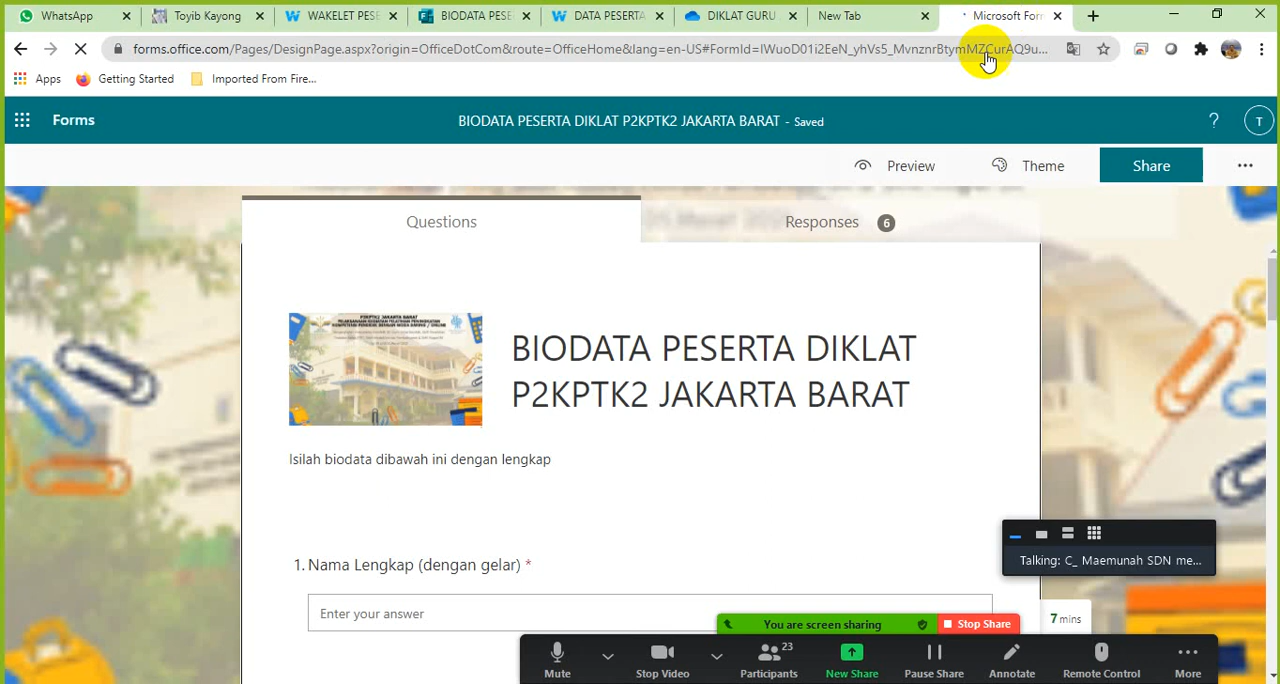 WhatsApp
Toyib Kayong
WAKELET PESE
BIODATA PESE
DATA PESERTA
DIKLAT GURU
New Tab
Microsoft For
forms.office.com/Pages/DesignPage.aspx?origin=OfficeDotCom&route=OfficeHome&lang=en-US#FormId=
Apps
Getting Started
Imported From Fire...
Forms
BIODATA PESERTA DIKLAT P2KPTK2 JAKARTA BARAT - Saved
?
T
Preview
Theme
Share
...
Questions
Responses 6
P2KPTK2 JAKARTA BARAT
BIODATA PESERTA DIKLAT
P2KPTK2 JAKARTA BARAT
Isilah biodata dibawah ini dengan lengkap
1. Nama Lengkap (dengan gelar) *
Enter your answer
Talking: C_ Maemunah SDN me...
7 mins
You are screen sharing
Stop Share
Mute
Stop Video
Participants
23
New Share
Pause Share
Annotate
Remote Control
More